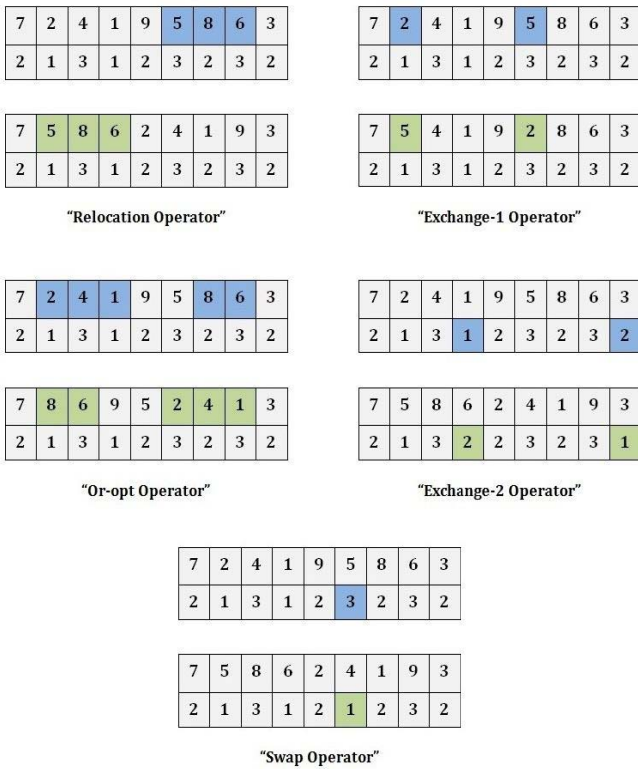 7 2 4 1 9 5 8 6 3
2 1 3 1 2 3 2 3 2
7 5 8 6 2 4 1 9 3
2 1 3 1 2 3 2 3 2
“Relocation Operator”
7 2 4 1 9 5 8 6 3
2 1 3 1 2 3 2 3 2
7 5 4 1 9 2 8 6 3
2 1 3 1 2 3 2 3 2
“Exchange-1 Operator”
7 2 4 1 9 5 8 6 3
2 1 3 1 2 3 2 3 2
7 8 6 9 5 2 4 1 3
2 1 3 1 2 3 2 3 2
“Or-opt Operator”
7 2 4 1 9 5 8 6 3
2 1 3 1 2 3 2 3 2
7 5 8 6 2 4 1 9 3
2 1 3 2 2 3 2 3 1
“Exchange-2 Operator”
7 2 4 1 9 5 8 6 3
2 1 3 1 2 3 2 3 2
7 5 8 6 2 4 1 9 3
2 1 3 1 2 1 2 3 2
“Swap Operator”